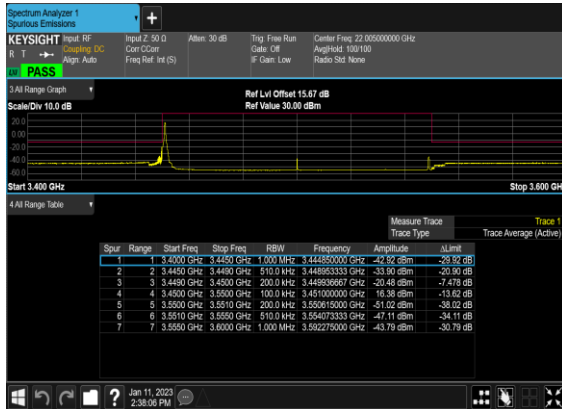 Spectrum Analyzer 1
Spurious Emissions
+
KEYSIGHT Input: RF Input Z: 50 Ω Atten: 30 dB Trig: Free Run Center Freq: 22.005000000 GHz
R T Coupling: DC Corr CCorr Gate: Off Avg|Hold: 100/100
Align: Auto Freq Ref: Int (S) IF Gain: Low Radio Std: None
LXI PASS
3 All Range Graph
Ref Lvl Offset 15.67 dB
Scale/Div 10.0 dB Ref Value 30.00 dBm
20.0
0.00
-20.0
-40.0
-60.0
Start 3.400 GHz Stop 3.600 GHz
4 All Range Table
Measure Trace Trace 1
Trace Type Trace Average (Active)
Spur Range Start Freq Stop Freq RBW Frequency Amplitude ΔLimit
1 1 3.4000 GHz 3.4450 GHz 1.000 MHz 3.444850000 GHz -42.92 dBm -29.92 dB
2 2 3.4450 GHz 3.4490 GHz 510.0 kHz 3.448953333 GHz -33.90 dBm -20.90 dB
3 3 3.4490 GHz 3.4500 GHz 200.0 kHz 3.449936667 GHz -20.48 dBm -7.478 dB
4 4 3.4500 GHz 3.5500 GHz 100.0 kHz 3.451000000 GHz 16.38 dBm -13.62 dB
5 5 3.5500 GHz 3.5510 GHz 200.0 kHz 3.550615000 GHz -51.02 dBm -38.02 dB
6 6 3.5510 GHz 3.5550 GHz 510.0 kHz 3.554073333 GHz -47.11 dBm -34.11 dB
7 7 3.5550 GHz 3.6000 GHz 1.000 MHz 3.592275000 GHz -43.79 dBm -30.79 dB
? Jan 11, 2023
2:38:06 PM